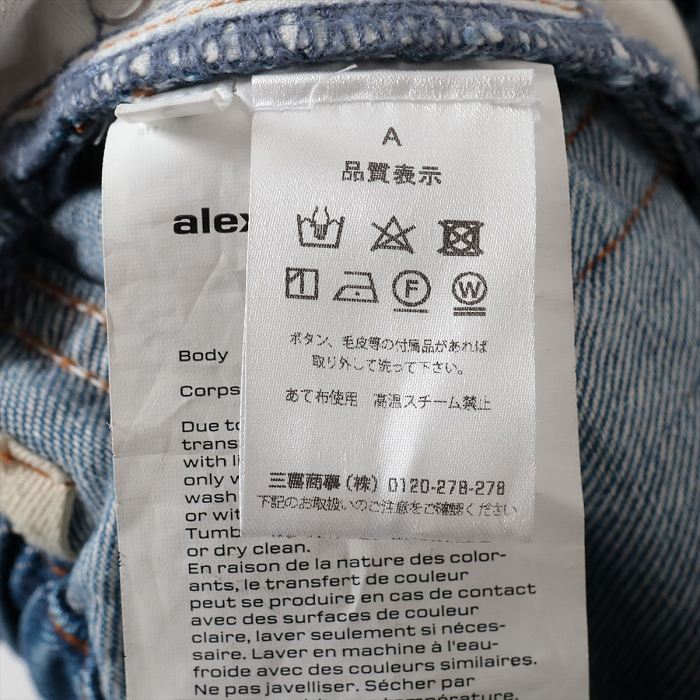 A
品質表示
F
W
ボタン、毛皮等の付属品があれば
取り外して洗って下さい。
あて布使用 高温スチーム禁止
三喜商事(株) 0120-278-278
下記のお取扱いのご注意をご確認ください
alex
Body
Corps
Due to
trans
with li
only w
wash
or wit
Tumb
or dry clean.
En raison de la nature des color-
ants, le transfert de couleur
peut se produire en cas de contact
avec des surfaces de couleur
claire, laver seulement si néces-
saire. Laver en machine à l'eau-
froide avec des couleurs similaires.
Ne pas javelliser. Sécher par